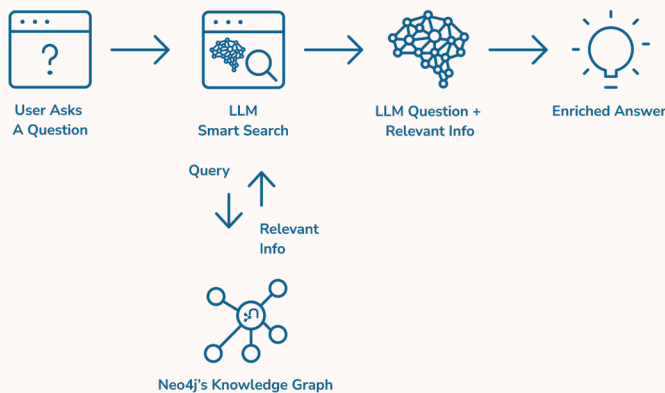 User Asks
A Question
LLM
Smart Search
LLM Question +
Relevant Info
Enriched Answer
Query
Relevant
Info
Neo4j's Knowledge Graph